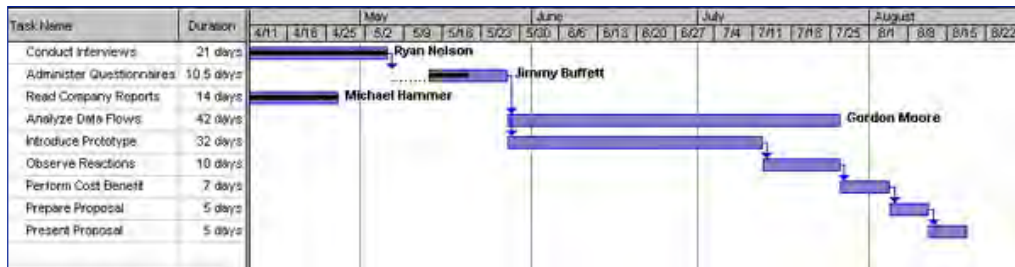 Task Name Duration May June July August
4/11 4/18 4/25 5/2 5/9 5/16 5/23 5/30 6/6 6/13 6/20 6/27 7/4 7/11 7/18 7/25 8/1 8/8 8/15 8/22
Conduct Interviews 21 days Ryan Nelson
Administer Questionnaires 10.5 days Jimmy Buffett
Read Company Reports 14 days Michael Hammer
Analyze Data Flows 42 days Gordon Moore
Introduce Prototype 32 days
Observe Reactions 10 days
Perform Cost Benefit 7 days
Prepare Proposal 5 days
Present Proposal 5 days